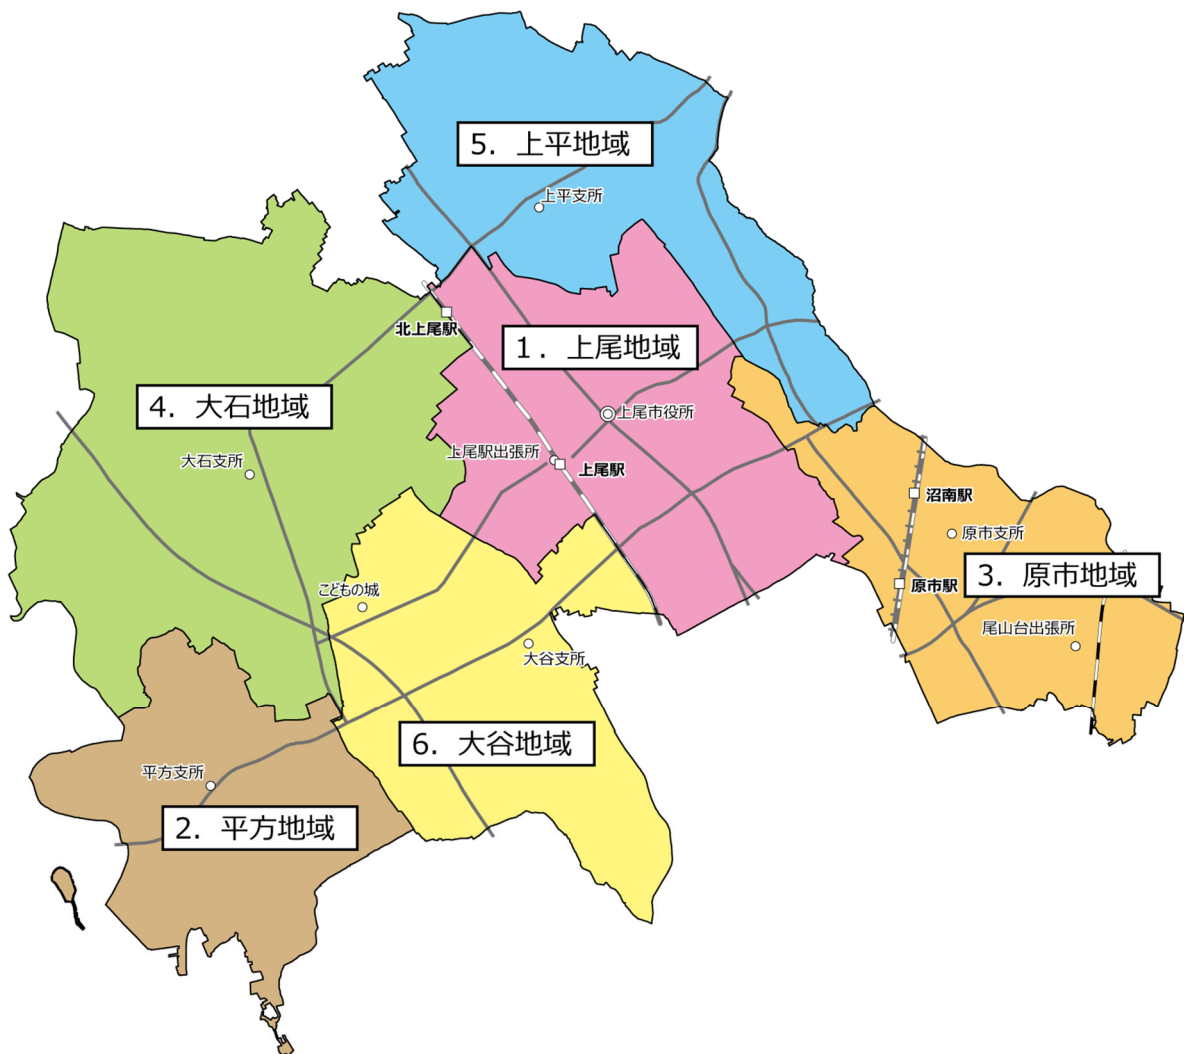 5. 上平地域
上平支所
北上尾駅
1. 上尾地域
4. 大石地域
上尾市役所
上尾駅出張所
上尾駅
大石支所
沼南駅
原市支所
3. 原市地域
原市駅
こどもの城
尾山台出張所
大谷支所
6. 大谷地域
平方支所
2. 平方地域